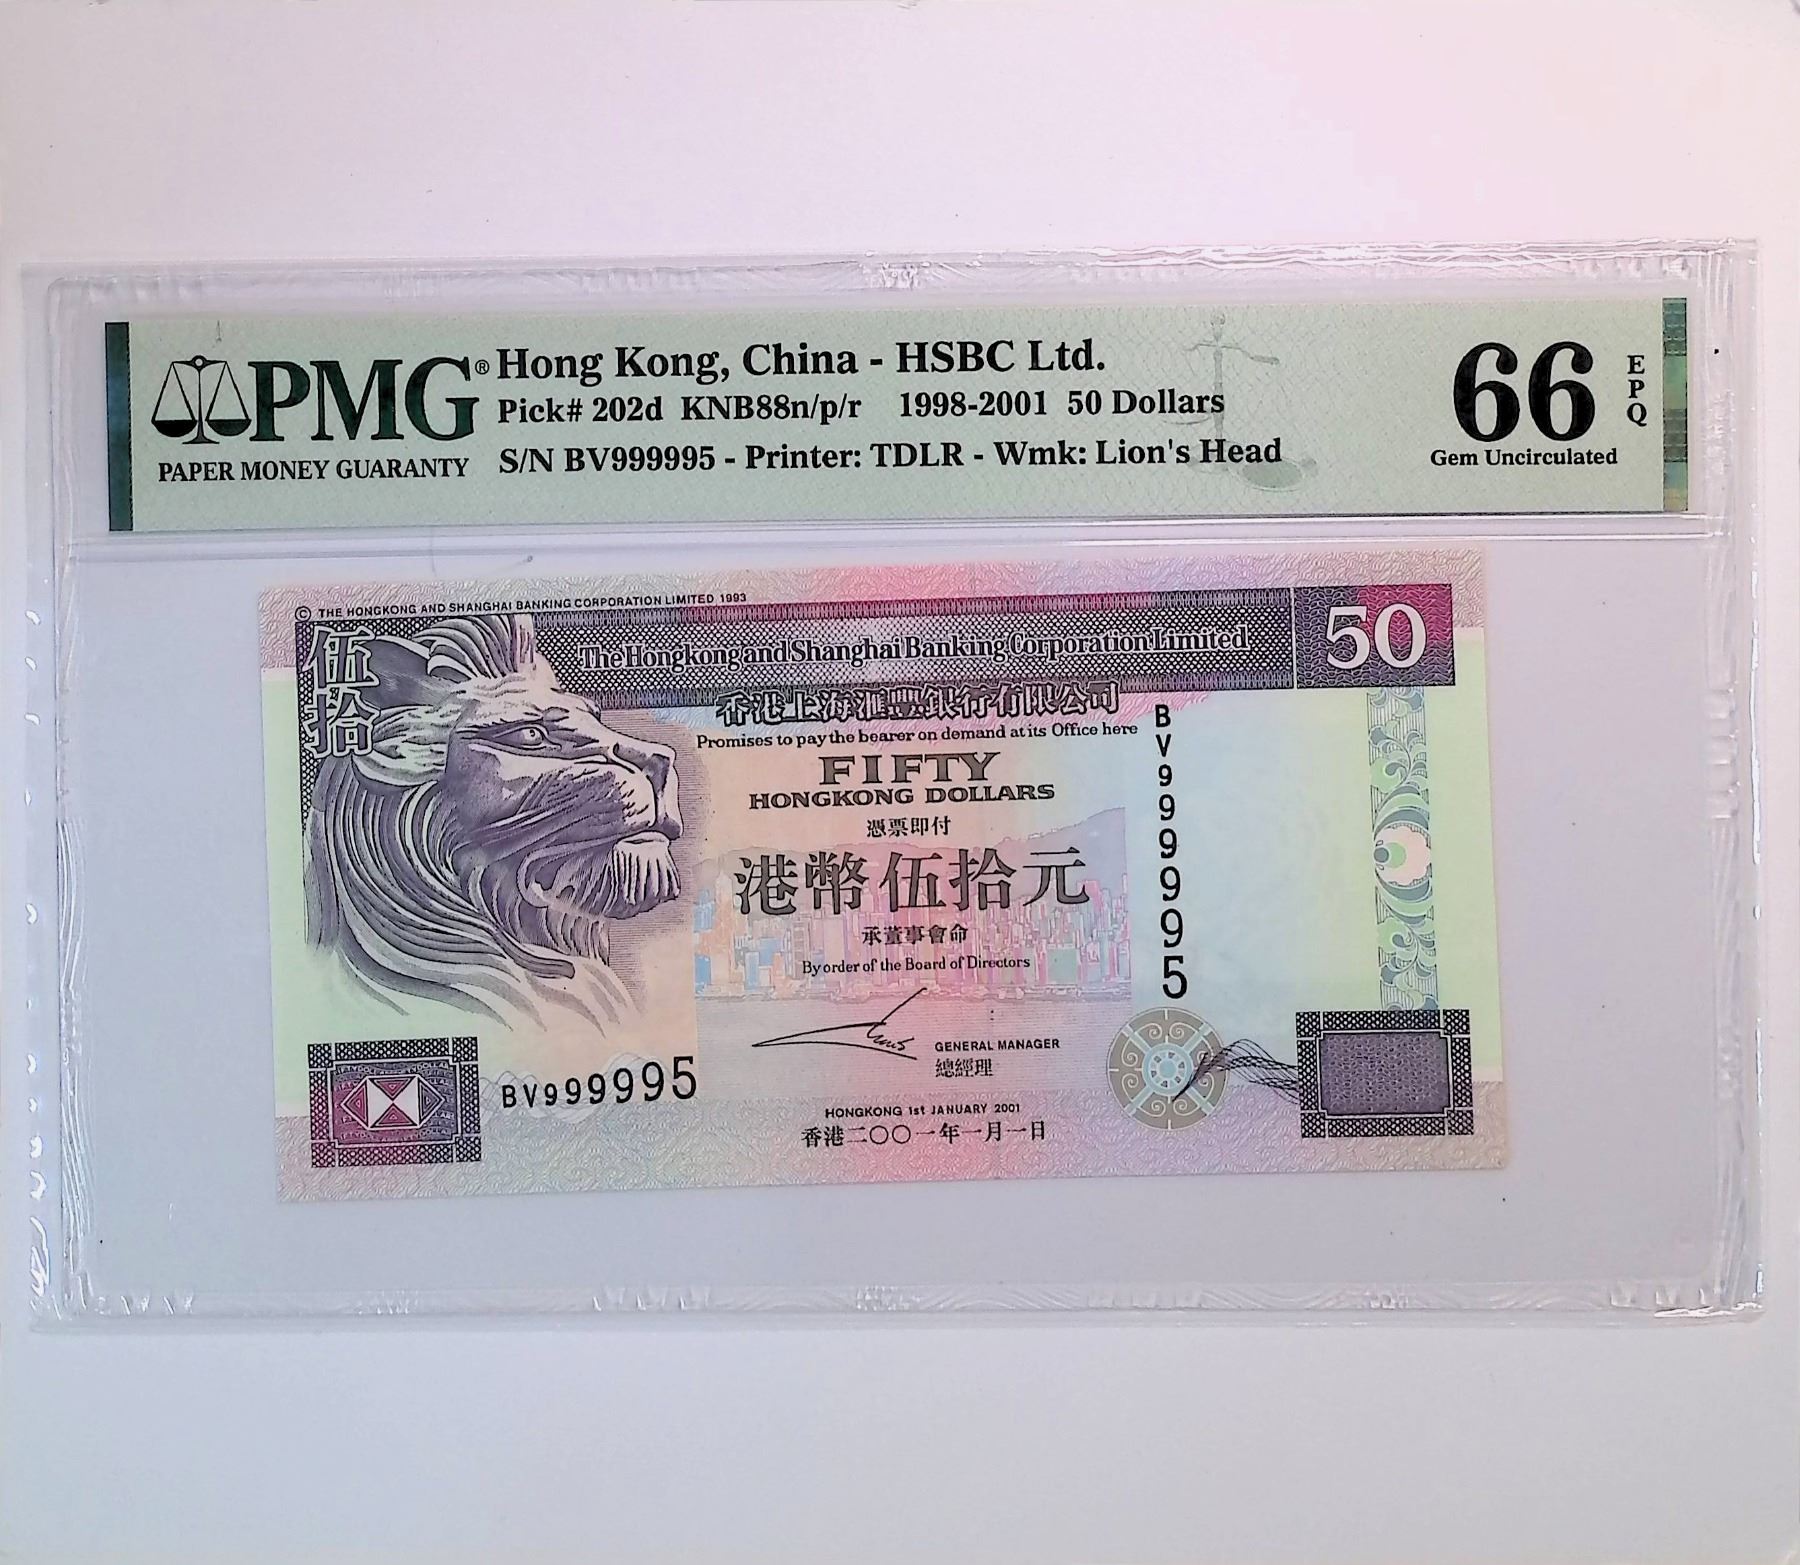 PMG®
PAPER MONEY GUARANTY
Hong Kong, China - HSBC Ltd.
Pick# 202d KNB88n/p/r 1998-2001 50 Dollars
S/N BV999995 - Printer: TDLR - Wmk: Lion's Head
66
EPQ
Gem Uncirculated
© THE HONGKONG AND SHANGHAI BANKING CORPORATION LIMITED 1993
伍拾
The Hongkong and Shanghai Banking Corporation Limited
50
香港上海滙豐銀行有限公司
Promises to pay the bearer on demand at its Office here
FIFTY
HONGKONG DOLLARS
憑票即付
港幣伍拾元
承董事會命
By order of the Board of Directors
BV999995
GENERAL MANAGER
總經理
BV999995
HONGKONG 1st JANUARY 2001
香港二〇〇一年一月一日